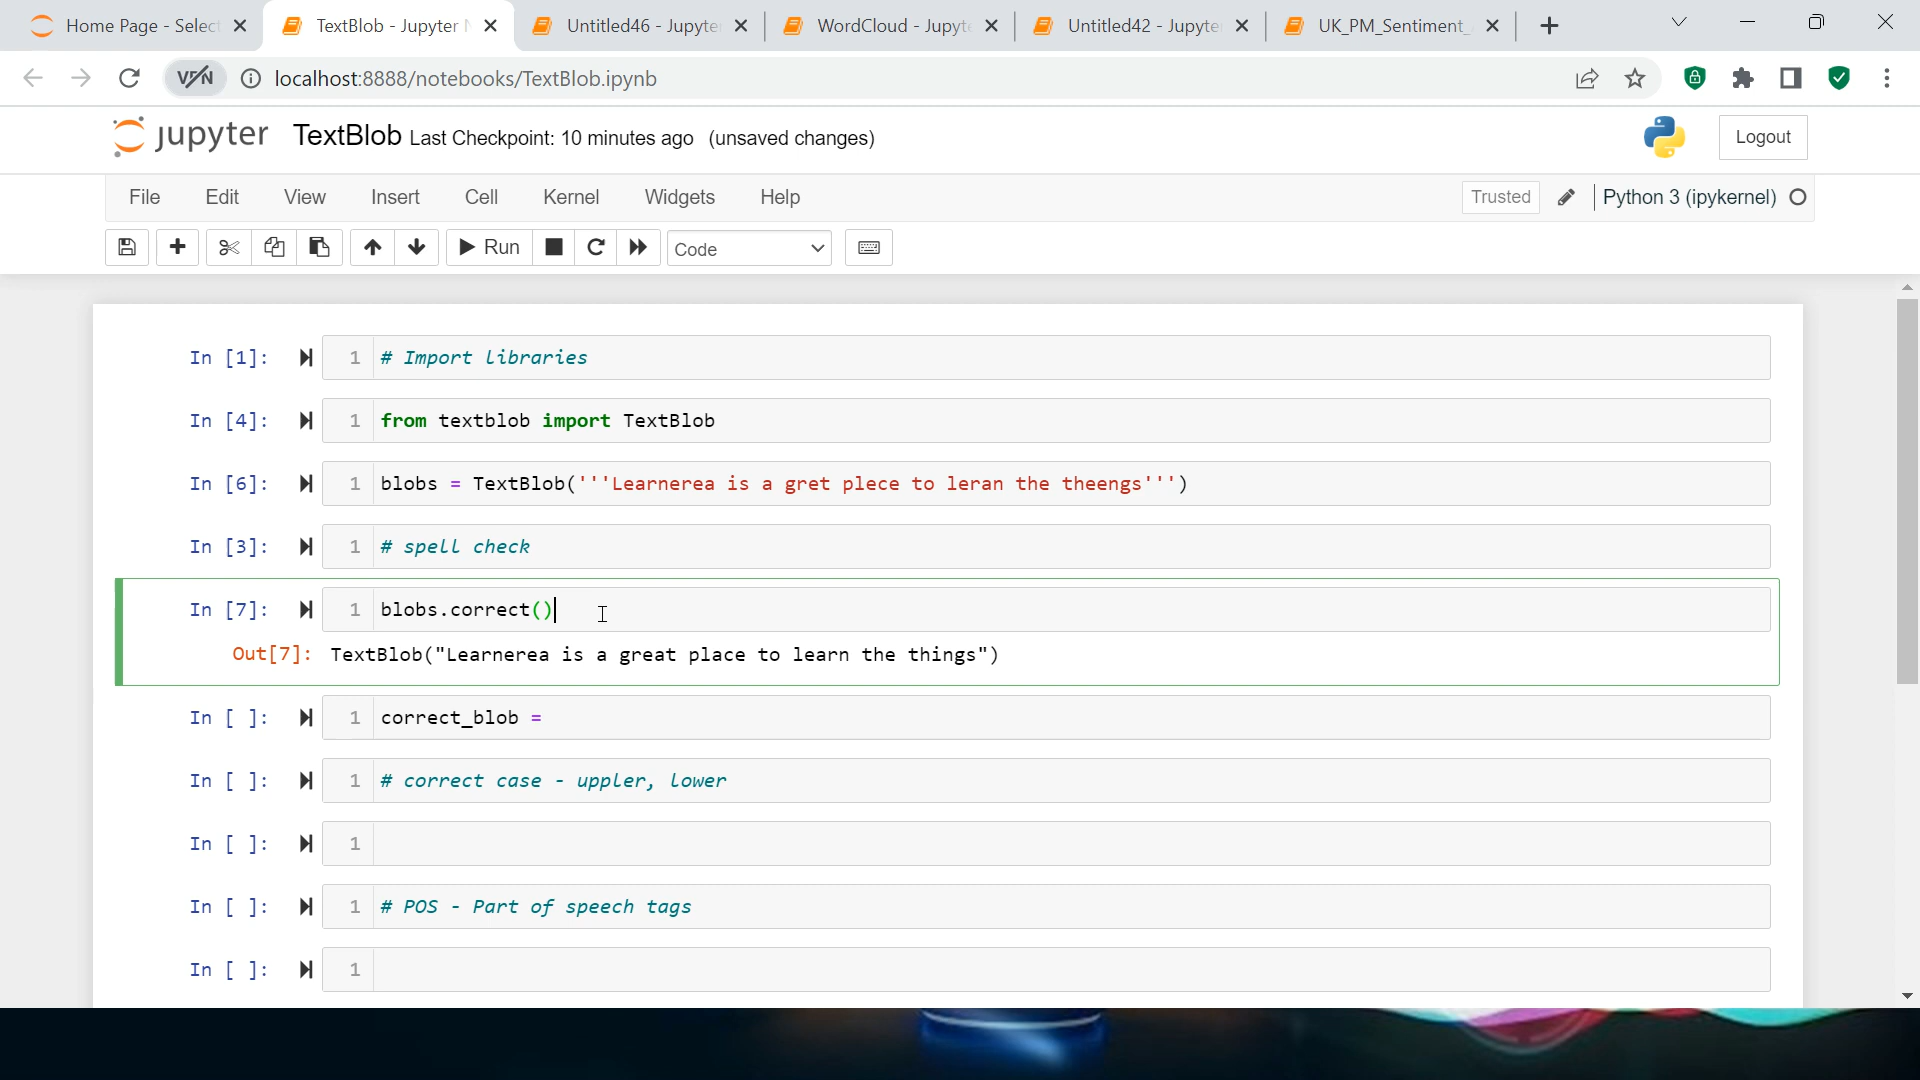 Home Page - Select
TextBlob - Jupyter N
Untitled46 - Jupyte
WordCloud - Jupyte
Untitled42 - Jupyte
UK_PM_Sentiment_
VPN
localhost:8888/notebooks/TextBlob.ipynb
jupyter TextBlob Last Checkpoint: 10 minutes ago (unsaved changes)
Logout
File Edit View Insert Cell Kernel Widgets Help
Trusted Python 3 (ipykernel)
Run Code
In [1]: 1 # Import libraries
In [4]: 1 from textblob import TextBlob
In [6]: 1 blobs = TextBlob('''Learnerea is a gret plece to leran the theengs''')
In [3]: 1 # spell check
In [7]: 1 blobs.correct()
Out[7]: TextBlob("Learnerea is a great place to learn the things")
In [ ]: 1 correct_blob =
In [ ]: 1 # correct case - uppler, lower
In [ ]: 1
In [ ]: 1 # POS - Part of speech tags
In [ ]: 1